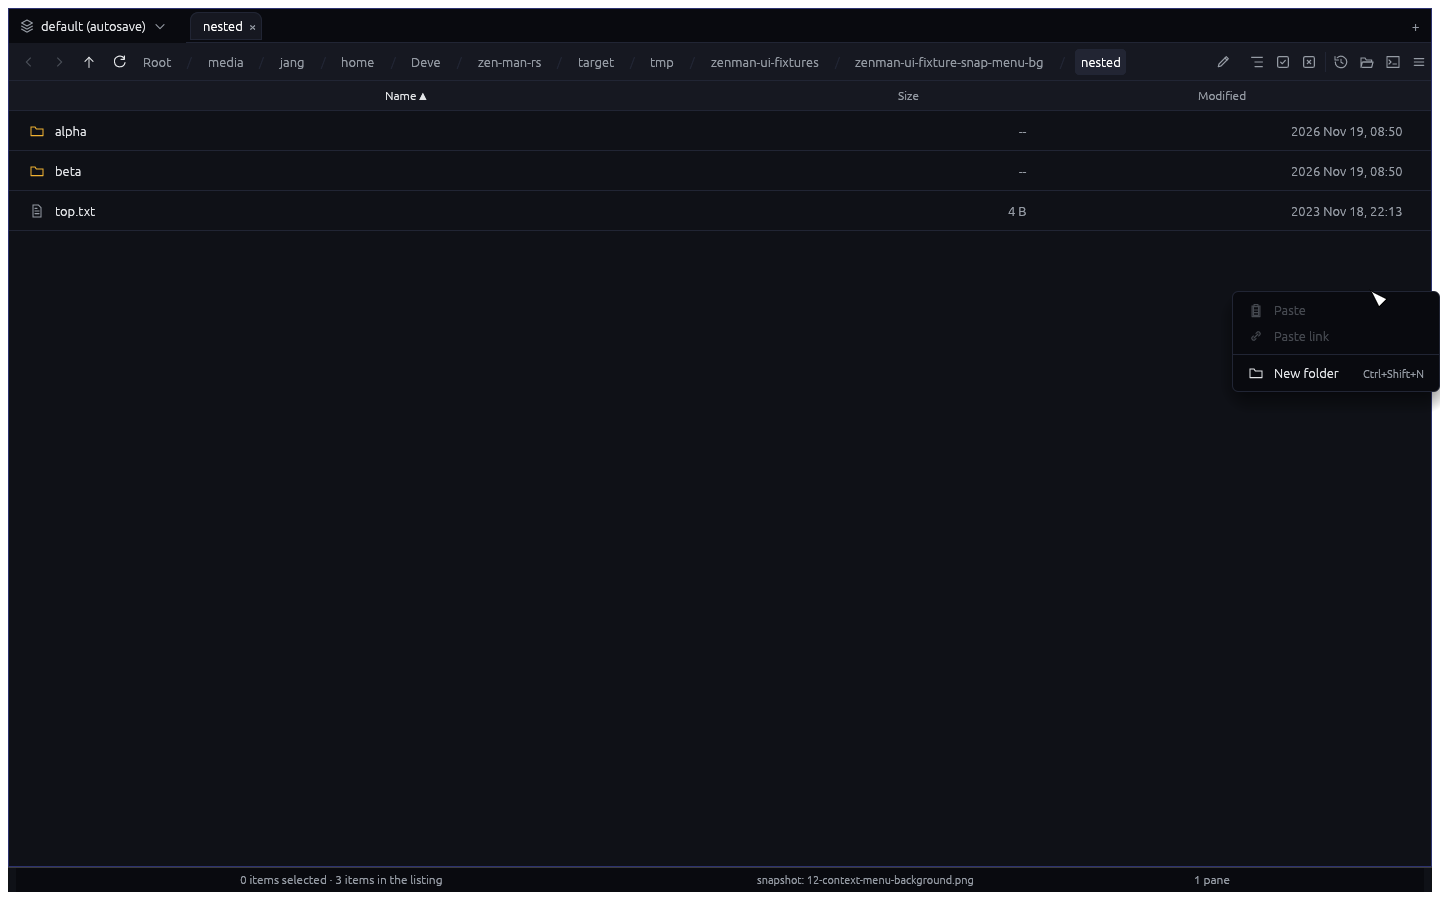 default (autosave)
nested ×
+
Root / media / jang / home / Deve / zen-man-rs / target / tmp / zenman-ui-fixtures / zenman-ui-fixture-snap-menu-bg / nested
Name ▲ Size Modified
alpha -- 2026 Nov 19, 08:50
beta -- 2026 Nov 19, 08:50
top.txt 4 B 2023 Nov 18, 22:13
Paste
Paste link
New folder Ctrl+Shift+N
0 items selected · 3 items in the listing snapshot: 12-context-menu-background.png 1 pane